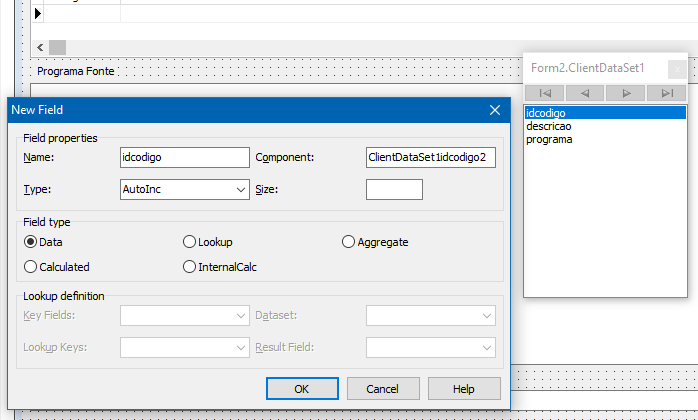 Programa Fonte
Form2.ClientDataSet1
idcodigo
descricao
programa
New Field
Field properties
Name: idcodigo Component: ClientDataSet1idcodigo2
Type: AutoInc Size:
Field type
Data Lookup Aggregate
Calculated InternalCalc
Lookup definition
Key Fields: Dataset:
Lookup Keys: Result Field:
OK Cancel Help